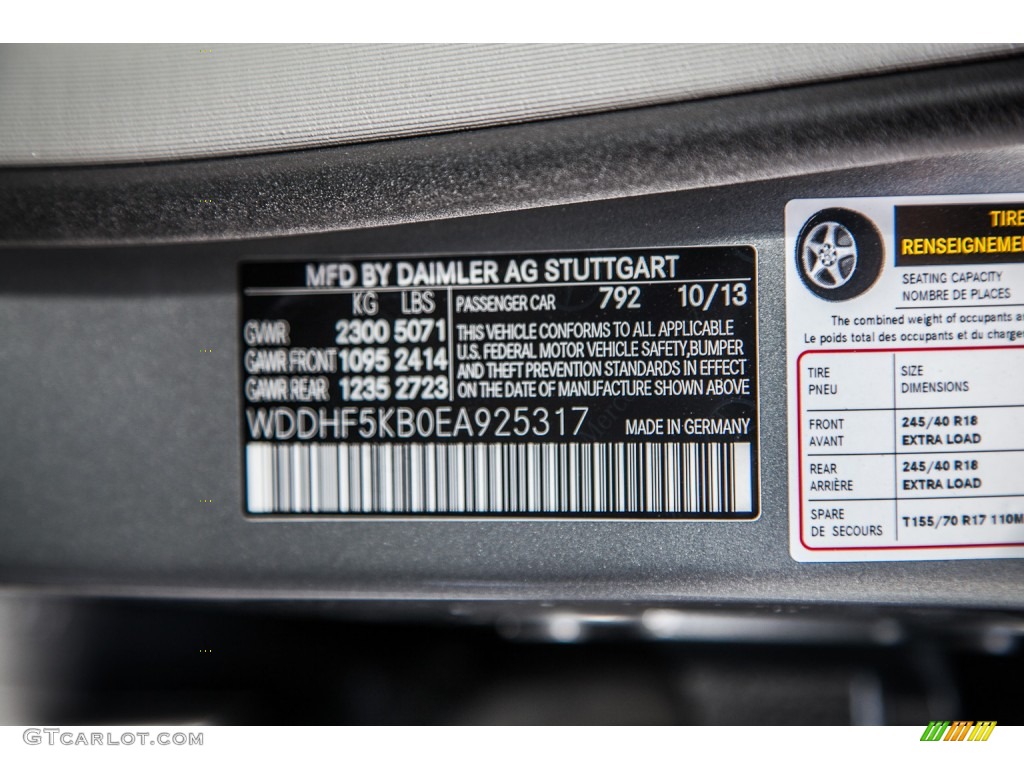 MFD BY DAIMLER AG STUTTGART
KG LBS
GVWR 2300 5071
GAWR FRONT 1095 2414
GAWR REAR 1235 2723
PASSENGER CAR 792 10/13
THIS VEHICLE CONFORMS TO ALL APPLICABLE
U.S. FEDERAL MOTOR VEHICLE SAFETY,BUMPER
AND THEFT PREVENTION STANDARDS IN EFFECT
ON THE DATE OF MANUFACTURE SHOWN ABOVE
WDDHF5KB0EA925317 MADE IN GERMANY
TIRE
RENSEIGNEME
SEATING CAPACITY
NOMBRE DE PLACES
The combined weight of occupants a
Le poids total des occupants et du charge
TIRE SIZE
PNEU DIMENSIONS
FRONT 245/40 R18
AVANT EXTRA LOAD
REAR 245/40 R18
ARRIÈRE EXTRA LOAD
SPARE
DE SECOURS T155/70 R17 110M
GTCARLOT.COM